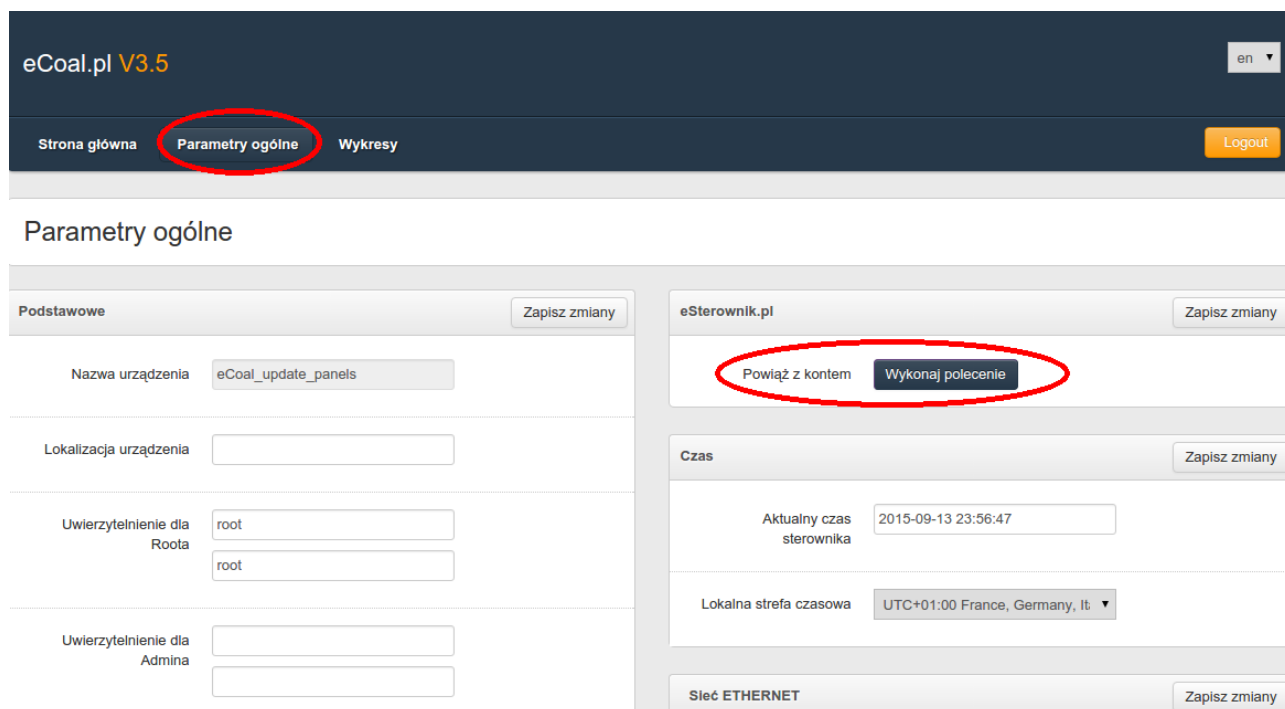 eCoal.pl V3.5
en
Strona główna Parametry ogólne Wykresy
Logout
Parametry ogólne
Podstawowe
Zapisz zmiany
Nazwa urządzenia
eCoal_update_panels
Lokalizacja urządzenia
Uwierzytelnienie dla
Roota
root
root
Uwierzytelnienie dla
Admina
eSterownik.pl
Zapisz zmiany
Powiąż z kontem
Wykonaj polecenie
Czas
Zapisz zmiany
Aktualny czas
sterownika
2015-09-13 23:56:47
Lokalna strefa czasowa
UTC+01:00 France, Germany, It
Sieć ETHERNET
Zapisz zmiany